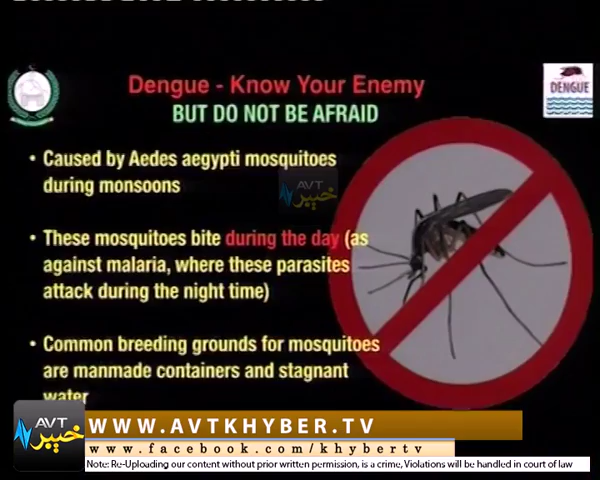 Dengue - Know Your Enemy
BUT DO NOT BE AFRAID
DENGUE
• Caused by Aedes aegypti mosquitoes
during monsoons
AVT
خیبر
• These mosquitoes bite during the day (as
against malaria, where these parasites
attack during the night time)
• Common breeding grounds for mosquitoes
are manmade containers and stagnant
water
AVT
خیبر
WWW.AVTKHYBER.TV
www.facebook.com/khybertv
Note: Re-Uploading our content without prior written permission, is a crime, Violations will be handled in court of law